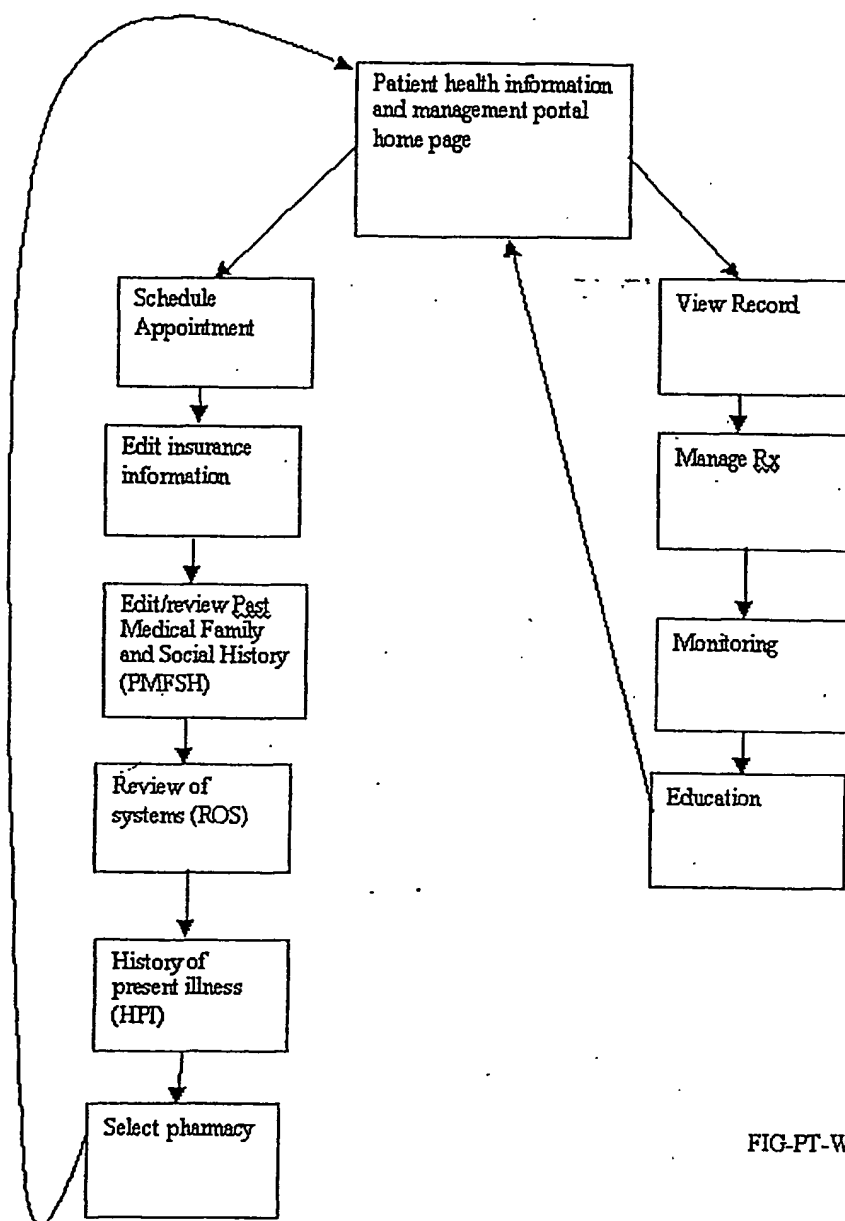 Patient health information
and management portal
home page
Schedule
Appointment
View Record
Edit insurance
information
Manage Rx
Edit/review Past
Medical Family
and Social History
(PMFSH)
Monitoring
Review of
systems (ROS)
Education
History of
present illness
(HPI)
Select pharmacy
FIG-PT-W